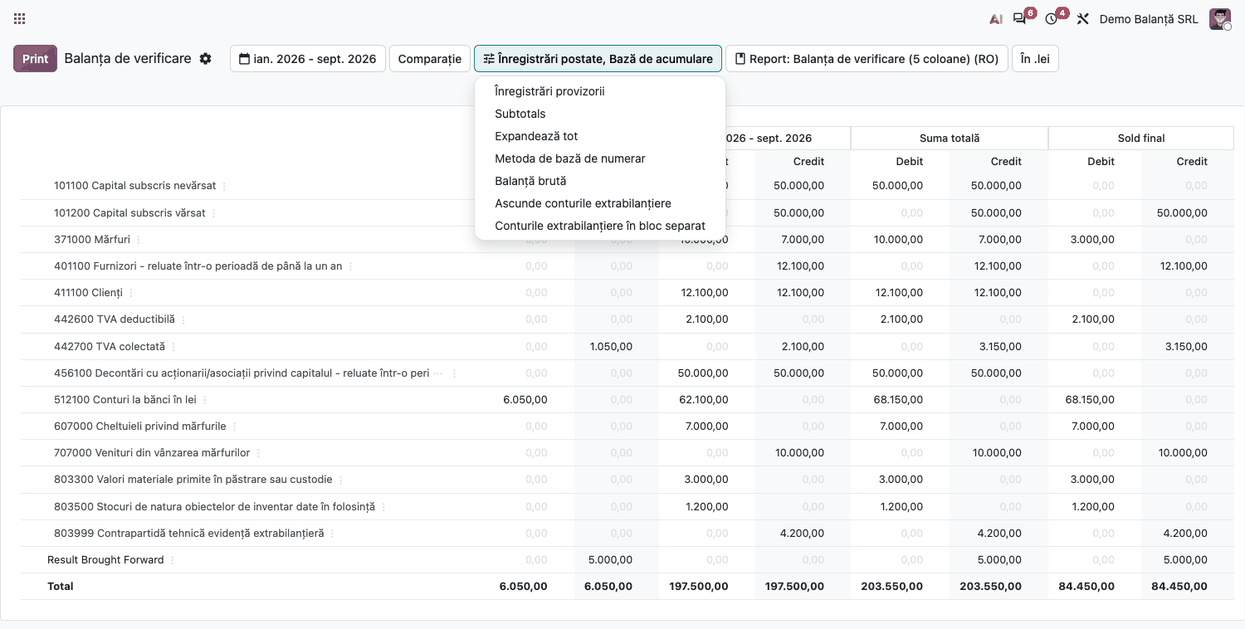 AI 6 4 Demo Balanță SRL
Print Balanța de verificare ian. 2026 - sept. 2026 Comparație Înregistrări postate, Bază de acumulare Report: Balanța de verificare (5 coloane) (RO) În .lei
Înregistrări provizorii
Subtotals
Expandează tot
Metoda de bază de numerar
Balanță brută
Ascunde conturile extrabilanțiere
Conturile extrabilanțiere în bloc separat
026 - sept. 2026 Suma totală Sold final
Credit Debit Credit Debit Credit
101100 Capital subscris nevărsat 50.000,00 50.000,00 50.000,00 0,00 0,00
101200 Capital subscris vărsat 50.000,00 0,00 50.000,00 0,00 50.000,00
371000 Mărfuri 0,00 0,00 10.000,00 7.000,00 10.000,00 7.000,00 3.000,00 0,00
401100 Furnizori - reluate într-o perioadă de până la un an 0,00 0,00 0,00 12.100,00 0,00 12.100,00 0,00 12.100,00
411100 Clienți 0,00 0,00 12.100,00 12.100,00 12.100,00 12.100,00 0,00 0,00
442600 TVA deductibilă 0,00 0,00 2.100,00 0,00 2.100,00 0,00 2.100,00 0,00
442700 TVA colectată 0,00 1.050,00 0,00 2.100,00 0,00 3.150,00 0,00 3.150,00
456100 Decontări cu acționarii/asociații privind capitalul - reluate într-o peri ··· 0,00 0,00 50.000,00 50.000,00 50.000,00 50.000,00 0,00 0,00
512100 Conturi la bănci în lei 6.050,00 0,00 62.100,00 0,00 68.150,00 0,00 68.150,00 0,00
607000 Cheltuieli privind mărfurile 0,00 0,00 7.000,00 0,00 7.000,00 0,00 7.000,00 0,00
707000 Venituri din vânzarea mărfurilor 0,00 0,00 0,00 10.000,00 0,00 10.000,00 0,00 10.000,00
803300 Valori materiale primite în păstrare sau custodie 0,00 0,00 3.000,00 0,00 3.000,00 0,00 3.000,00 0,00
803500 Stocuri de natura obiectelor de inventar date în folosință 0,00 0,00 1.200,00 0,00 1.200,00 0,00 1.200,00 0,00
803999 Contrapartidă tehnică evidență extrabilanțieră 0,00 0,00 0,00 4.200,00 0,00 4.200,00 0,00 4.200,00
Result Brought Forward 0,00 5.000,00 0,00 0,00 0,00 5.000,00 0,00 5.000,00
Total 6.050,00 6.050,00 197.500,00 197.500,00 203.550,00 203.550,00 84.450,00 84.450,00